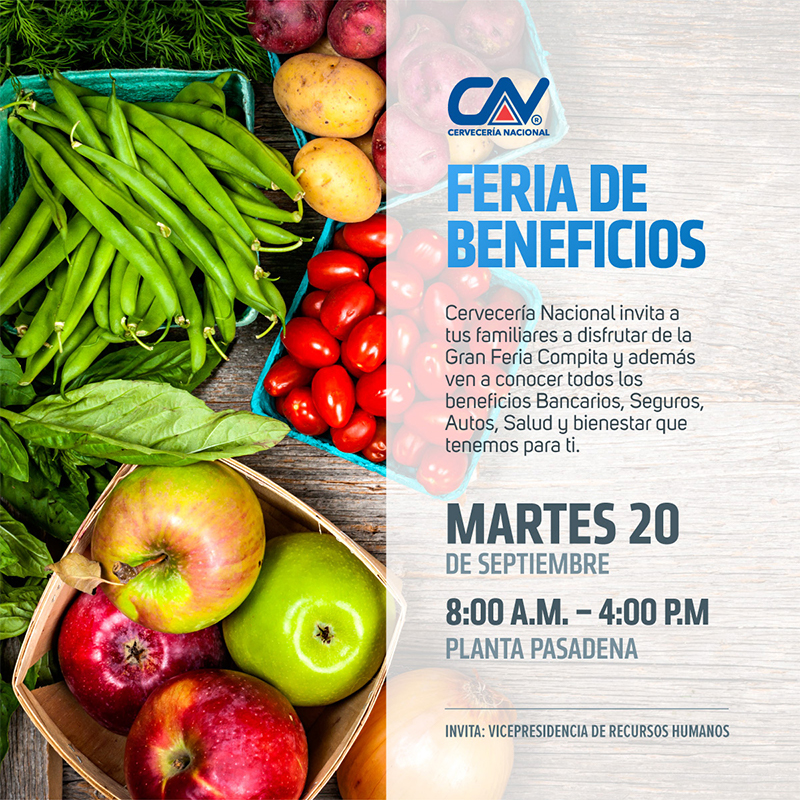 CN®
CERVECERÍA NACIONAL
FERIA DE
BENEFICIOS
Cervecería Nacional invita a
tus familiares a disfrutar de la
Gran Feria Compita y además
ven a conocer todos los
beneficios Bancarios, Seguros,
Autos, Salud y bienestar que
tenemos para ti.
MARTES 20
DE SEPTIEMBRE
8:00 A.M. – 4:00 P.M
PLANTA PASADENA
INVITA: VICEPRESIDENCIA DE RECURSOS HUMANOS